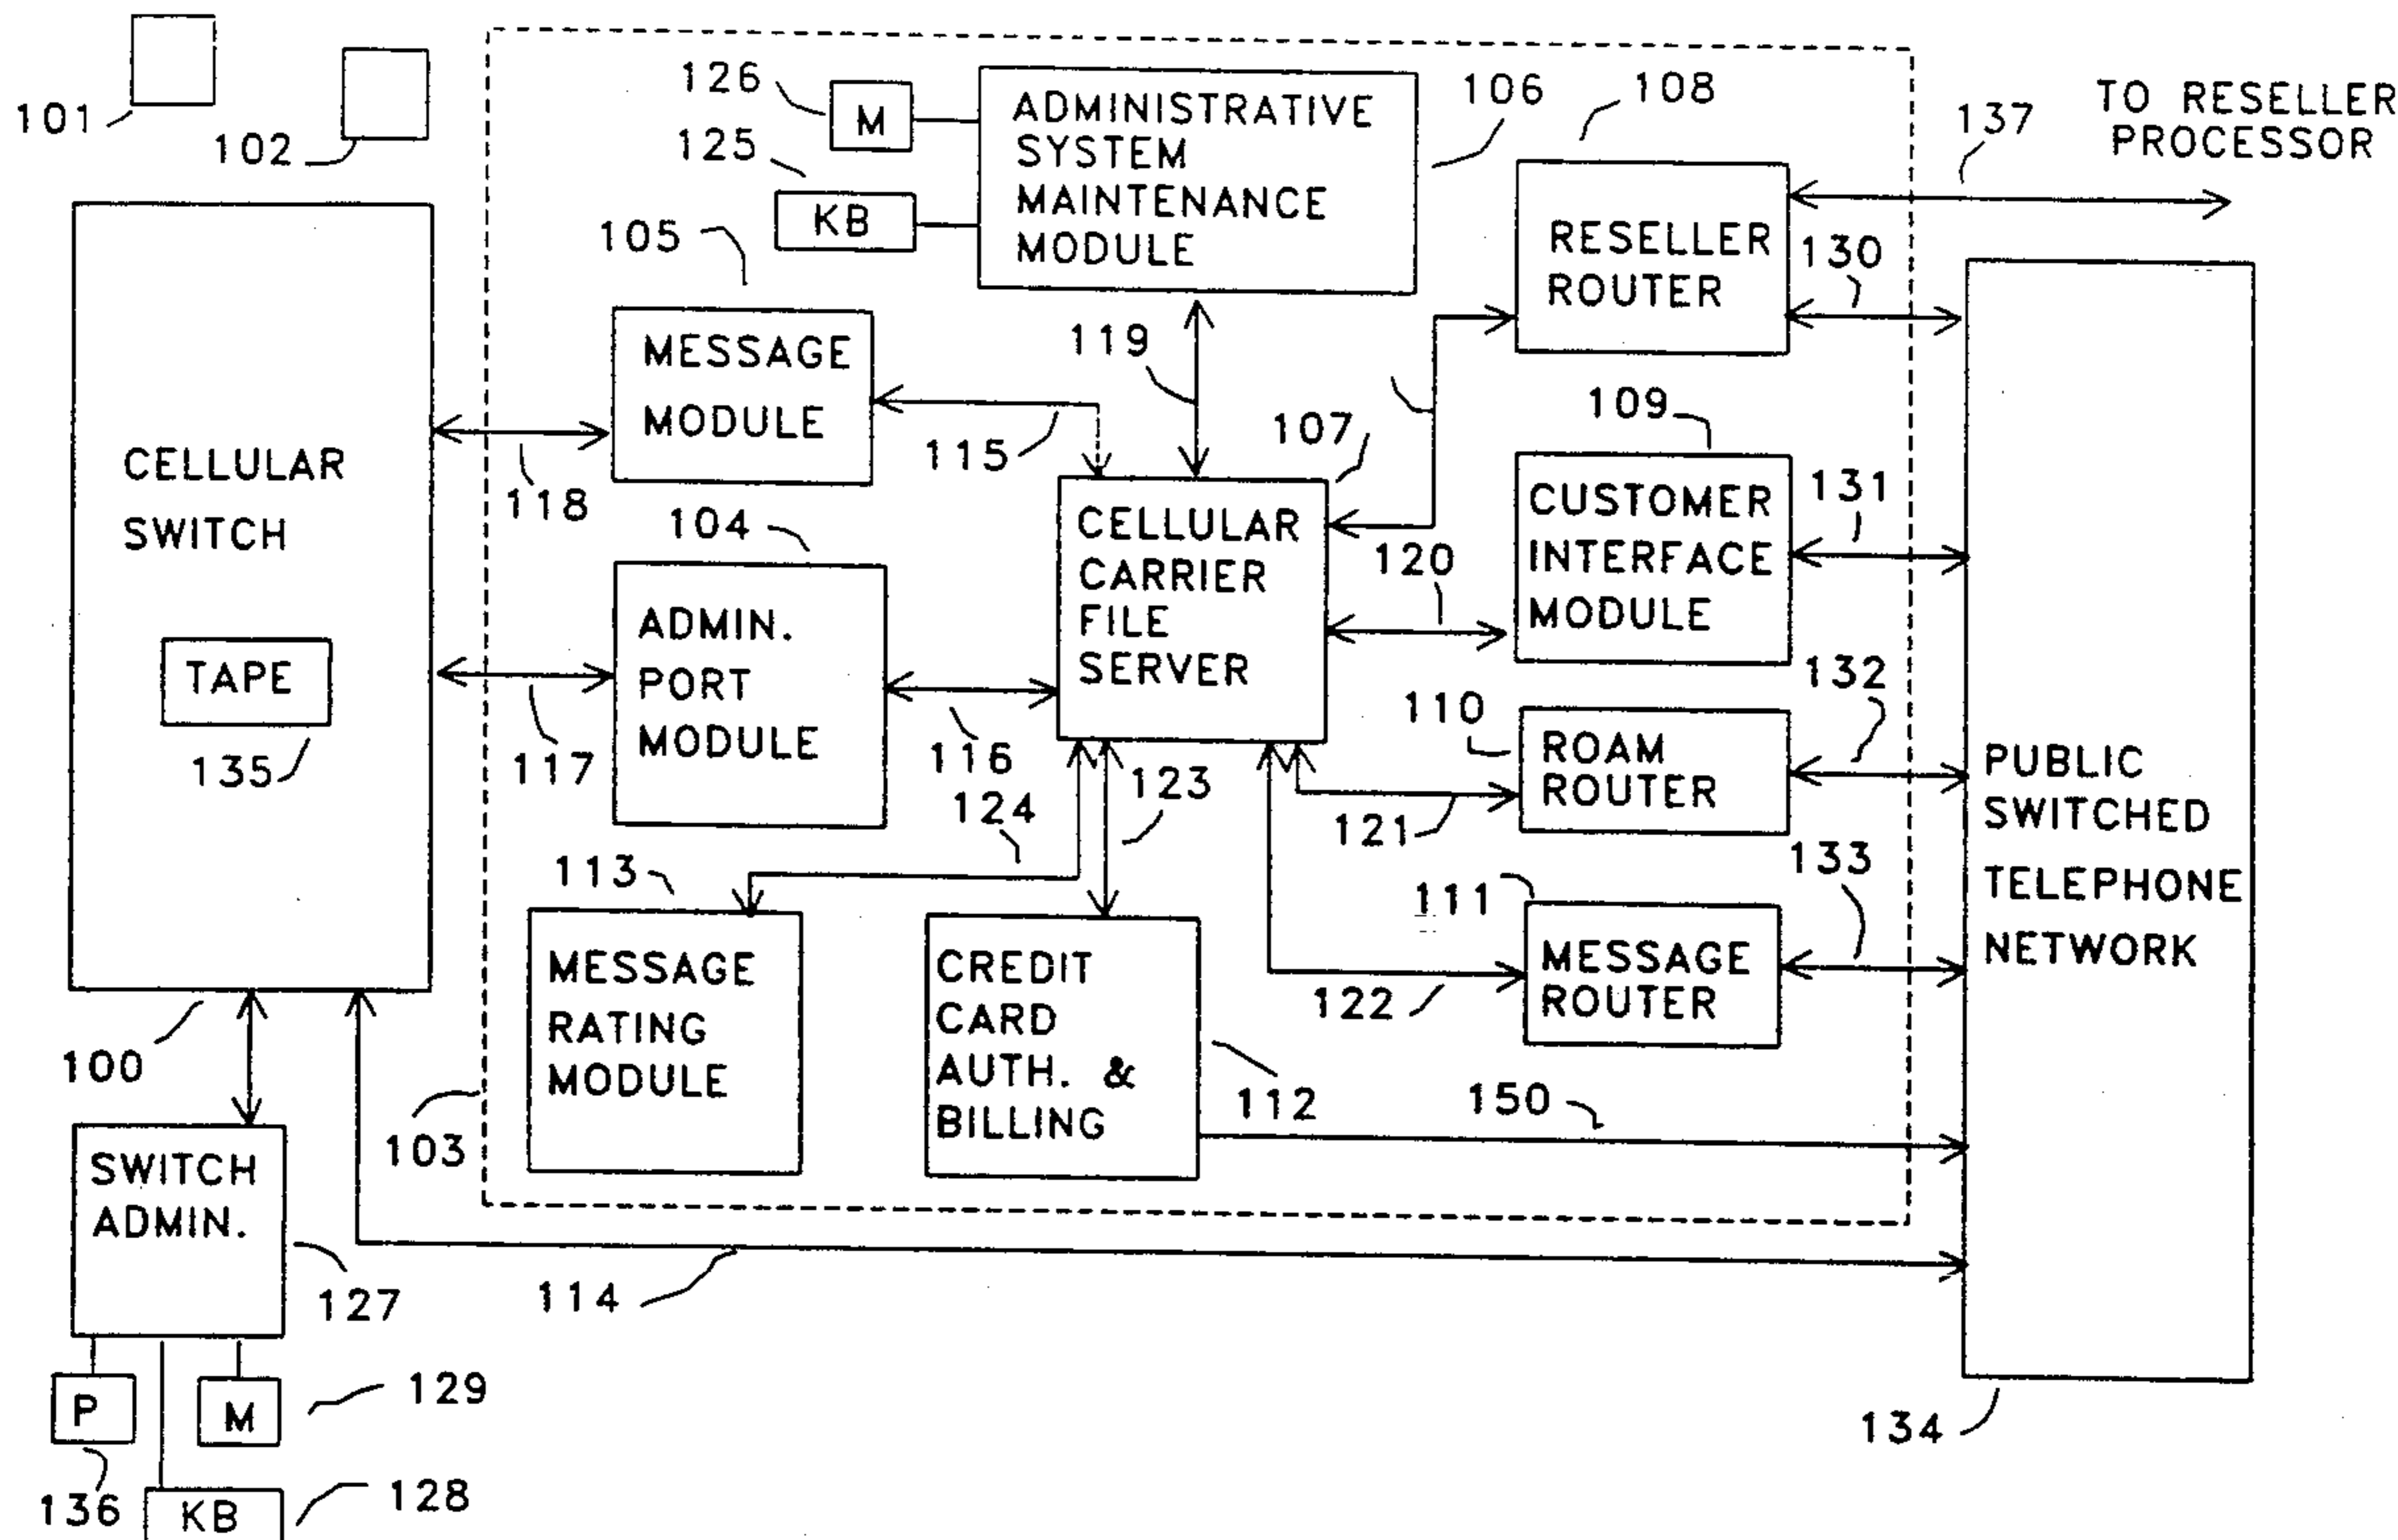 101
102
126
M
125
KB
ADMINISTRATIVE
SYSTEM
MAINTENANCE
MODULE
106
108
137
TO RESELLER
PROCESSOR
105
RESELLER
ROUTER
130
MESSAGE
MODULE
119
115
118
107
109
CELLULAR
SWITCH
TAPE
135
104
ADMIN.
PORT
MODULE
117
116
CELLULAR
CARRIER
FILE
SERVER
120
CUSTOMER
INTERFACE
MODULE
131
132
110
ROAM
ROUTER
121
PUBLIC
SWITCHED
TELEPHONE
NETWORK
124
123
113
MESSAGE
RATING
MODULE
CREDIT
CARD
AUTH. &
BILLING
112
111
133
MESSAGE
ROUTER
122
150
100
103
SWITCH
ADMIN.
127
114
134
P
M
129
136
KB
128